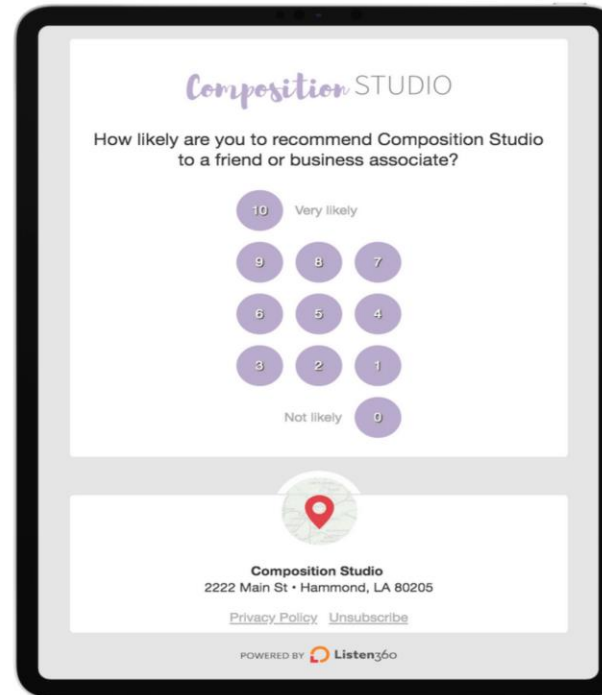 Composition STUDIO
How likely are you to recommend Composition Studio
to a friend or business associate?
10 Very likely
9 8 7
6 5 4
3 2 1
Not likely 0
Composition Studio
2222 Main St • Hammond, LA 80205
Privacy Policy Unsubscribe
POWERED BY Listen360